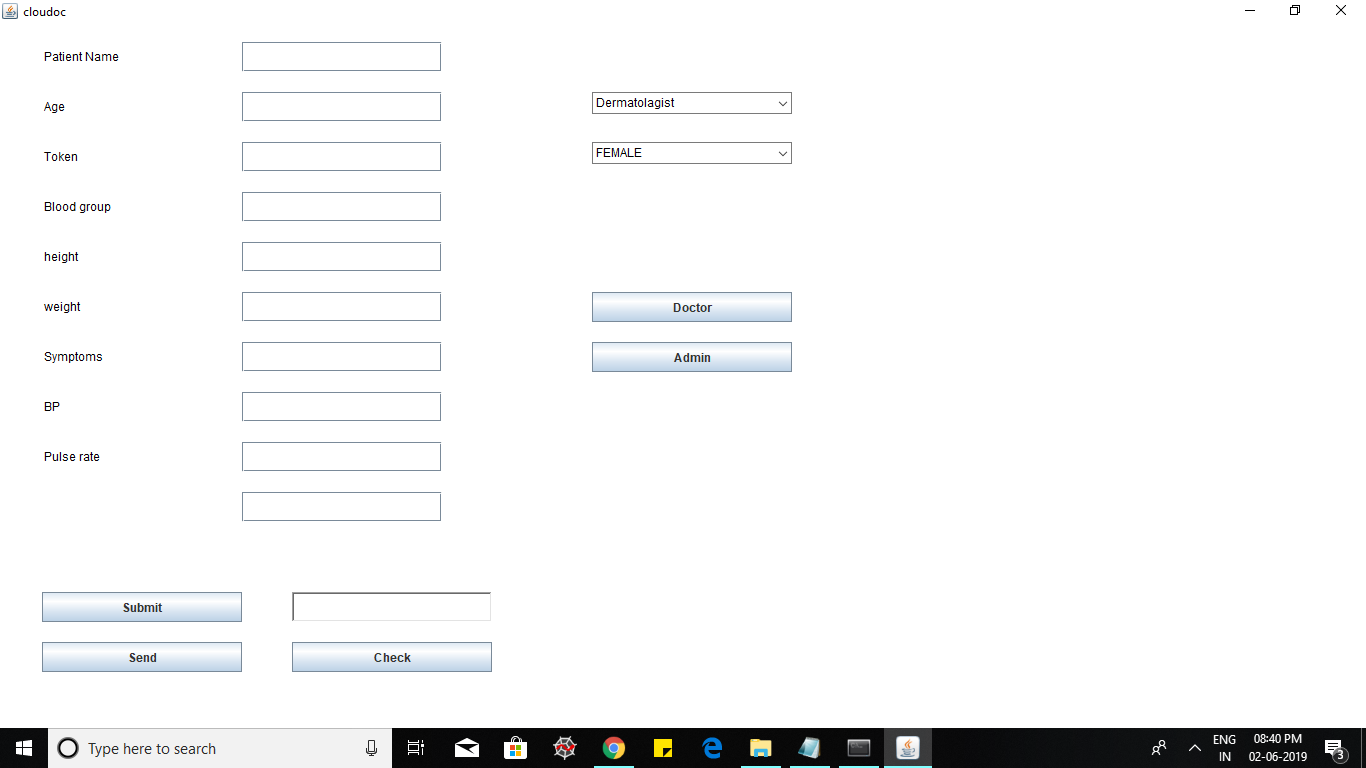 cloudoc
Patient Name
Age
Dermatolagist
Token
FEMALE
Blood group
height
weight
Doctor
Symptoms
Admin
BP
Pulse rate
Submit
Send
Check
Type here to search
ENG
IN
08:40 PM
02-06-2019
3